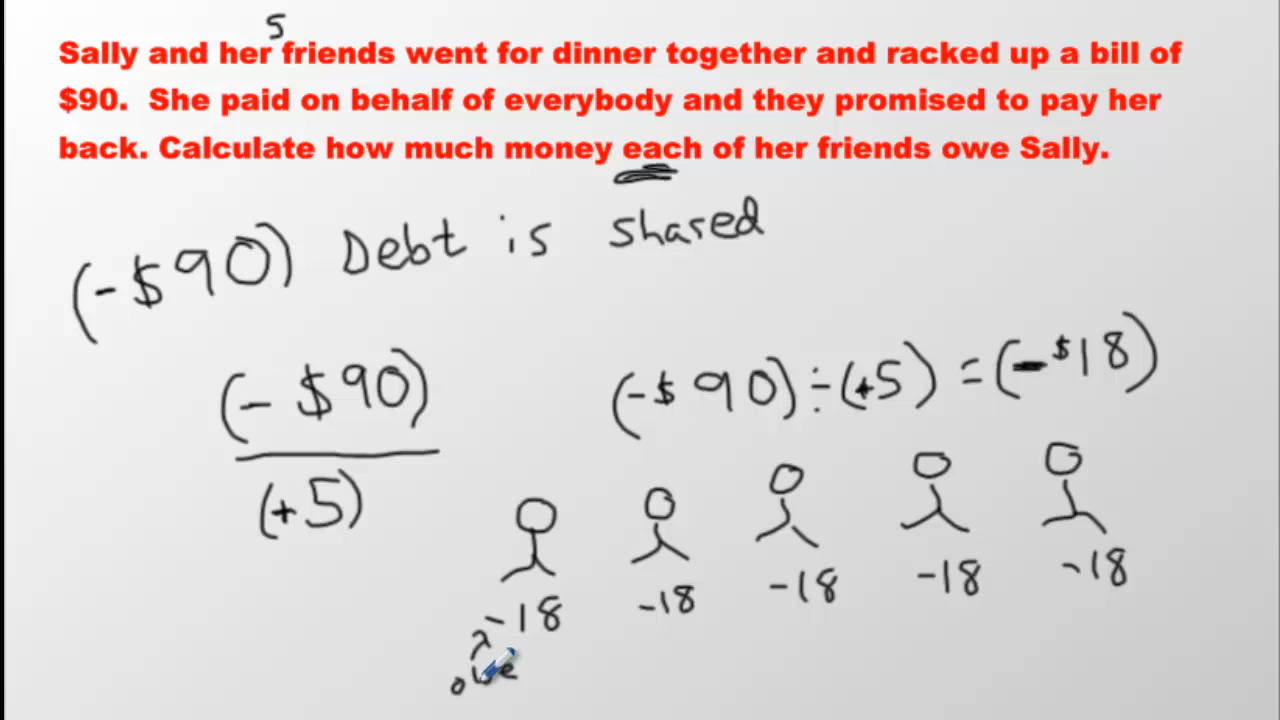 5
Sally and her friends went for dinner together and racked up a bill of
$90. She paid on behalf of everybody and they promised to pay her
back. Calculate how much money each of her friends owe Sally.
(-$90) Debt is shared
(-$90)
(+5)
(-$90)÷(+5)=(-$18)
-18 -18 -18 -18 -18
owe